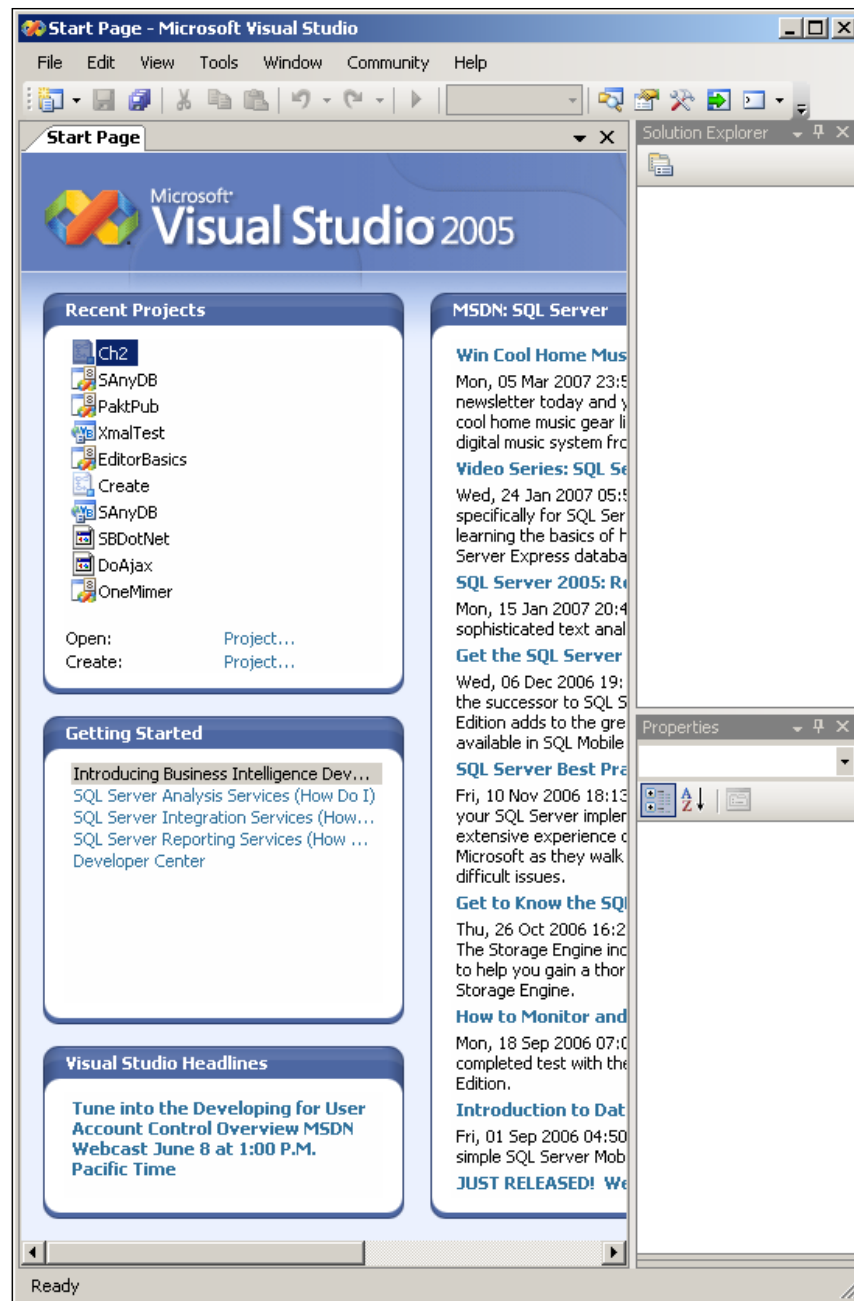 Start Page - Microsoft Visual Studio
File Edit View Tools Window Community Help
Start Page
Microsoft
Visual Studio 2005
Recent Projects
Ch2
SAnyDB
PaktPub
XmalTest
EditorBasics
Create
SAnyDB
SBDotNet
DoAjax
OneMimer
Open: Project...
Create: Project...
Getting Started
Introducing Business Intelligence Dev...
SQL Server Analysis Services (How Do I)
SQL Server Integration Services (How...
SQL Server Reporting Services (How ...
Developer Center
Visual Studio Headlines
Tune into the Developing for User
Account Control Overview MSDN
Webcast June 8 at 1:00 P.M.
Pacific Time
MSDN: SQL Server
Win Cool Home Mus
Mon, 05 Mar 2007 23:5
newsletter today and y
cool home music gear li
digital music system fro
Video Series: SQL Se
Wed, 24 Jan 2007 05:5
specifically for SQL Ser
learning the basics of h
Server Express databa
SQL Server 2005: Re
Mon, 15 Jan 2007 20:4
sophisticated text anal
Get the SQL Server
Wed, 06 Dec 2006 19:
the successor to SQL S
Edition adds to the gre
available in SQL Mobile
SQL Server Best Pra
Fri, 10 Nov 2006 18:13
your SQL Server impler
extensive experience o
Microsoft as they walk
difficult issues.
Get to Know the SQL
Thu, 26 Oct 2006 16:2
The Storage Engine inc
to help you gain a thor
Storage Engine.
How to Monitor and
Mon, 18 Sep 2006 07:0
completed test with the
Edition.
Introduction to Dat
Fri, 01 Sep 2006 04:50
simple SQL Server Mob
JUST RELEASED! We
Solution Explorer
Properties
Ready